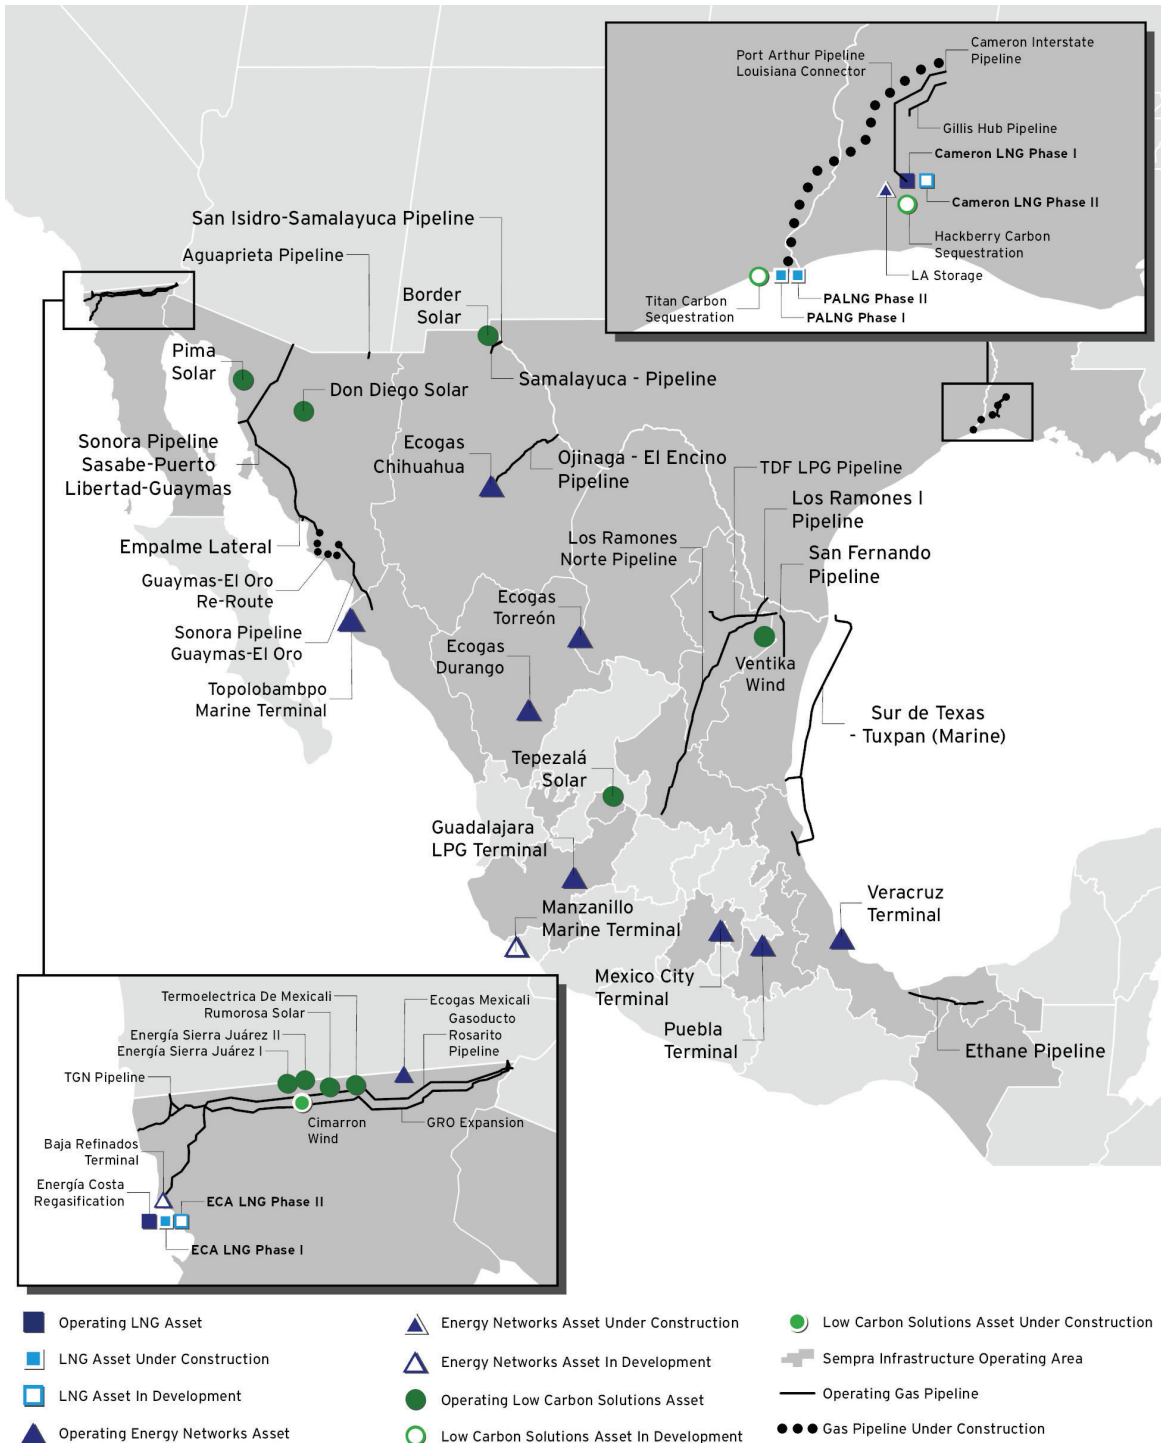 Port Arthur Pipeline
Louisiana Connector
Cameron Interstate
Pipeline
Gillis Hub Pipeline
Cameron LNG Phase I
Cameron LNG Phase II
Hackberry Carbon
Sequestration
LA Storage
Titan Carbon
Sequestration
PALNG Phase II
PALNG Phase I
San Isidro-Samalayuca Pipeline
Aguaprieta Pipeline
Border
Solar
Pima
Solar
Don Diego Solar
Samalayuca - Pipeline
Sonora Pipeline
Sasabe-Puerto
Libertad-Guaymas
Ecogas
Chihuahua
Ojinaga - El Encino
Pipeline
TDF LPG Pipeline
Los Ramones I
Pipeline
Los Ramones
Norte Pipeline
San Fernando
Pipeline
Empalme Lateral
Guaymas-El Oro
Re-Route
Sonora Pipeline
Guaymas-El Oro
Topolobambpo
Marine Terminal
Ecogas
Torreón
Ecogas
Durango
Ventika
Wind
Sur de Texas
- Tuxpan (Marine)
Tepezalá
Solar
Guadalajara
LPG Terminal
Manzanillo
Marine Terminal
Veracruz
Terminal
Mexico City
Terminal
Puebla
Terminal
Ethane Pipeline
Termoelectrica De Mexicali
Rumorosa Solar
Energía Sierra Juárez II
Energía Sierra Juárez I
Ecogas Mexicali
Gasoducto
Rosarito
Pipeline
TGN Pipeline
Cimarron
Wind
GRO Expansion
Baja Refinados
Terminal
Energía Costa
Regasification
ECA LNG Phase II
ECA LNG Phase I
Operating LNG Asset
LNG Asset Under Construction
LNG Asset In Development
Operating Energy Networks Asset
Energy Networks Asset Under Construction
Energy Networks Asset In Development
Operating Low Carbon Solutions Asset
Low Carbon Solutions Asset In Development
Low Carbon Solutions Asset Under Construction
Sempra Infrastructure Operating Area
Operating Gas Pipeline
Gas Pipeline Under Construction